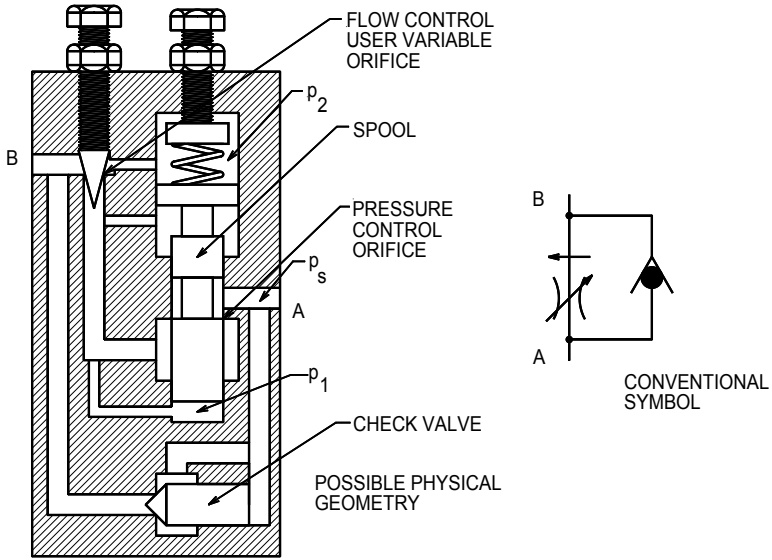 FLOW CONTROL
USER VARIABLE
ORIFICE
p2
SPOOL
B
PRESSURE
CONTROL
ORIFICE
ps
A
p1
CHECK VALVE
POSSIBLE PHYSICAL
GEOMETRY
B
A
CONVENTIONAL
SYMBOL